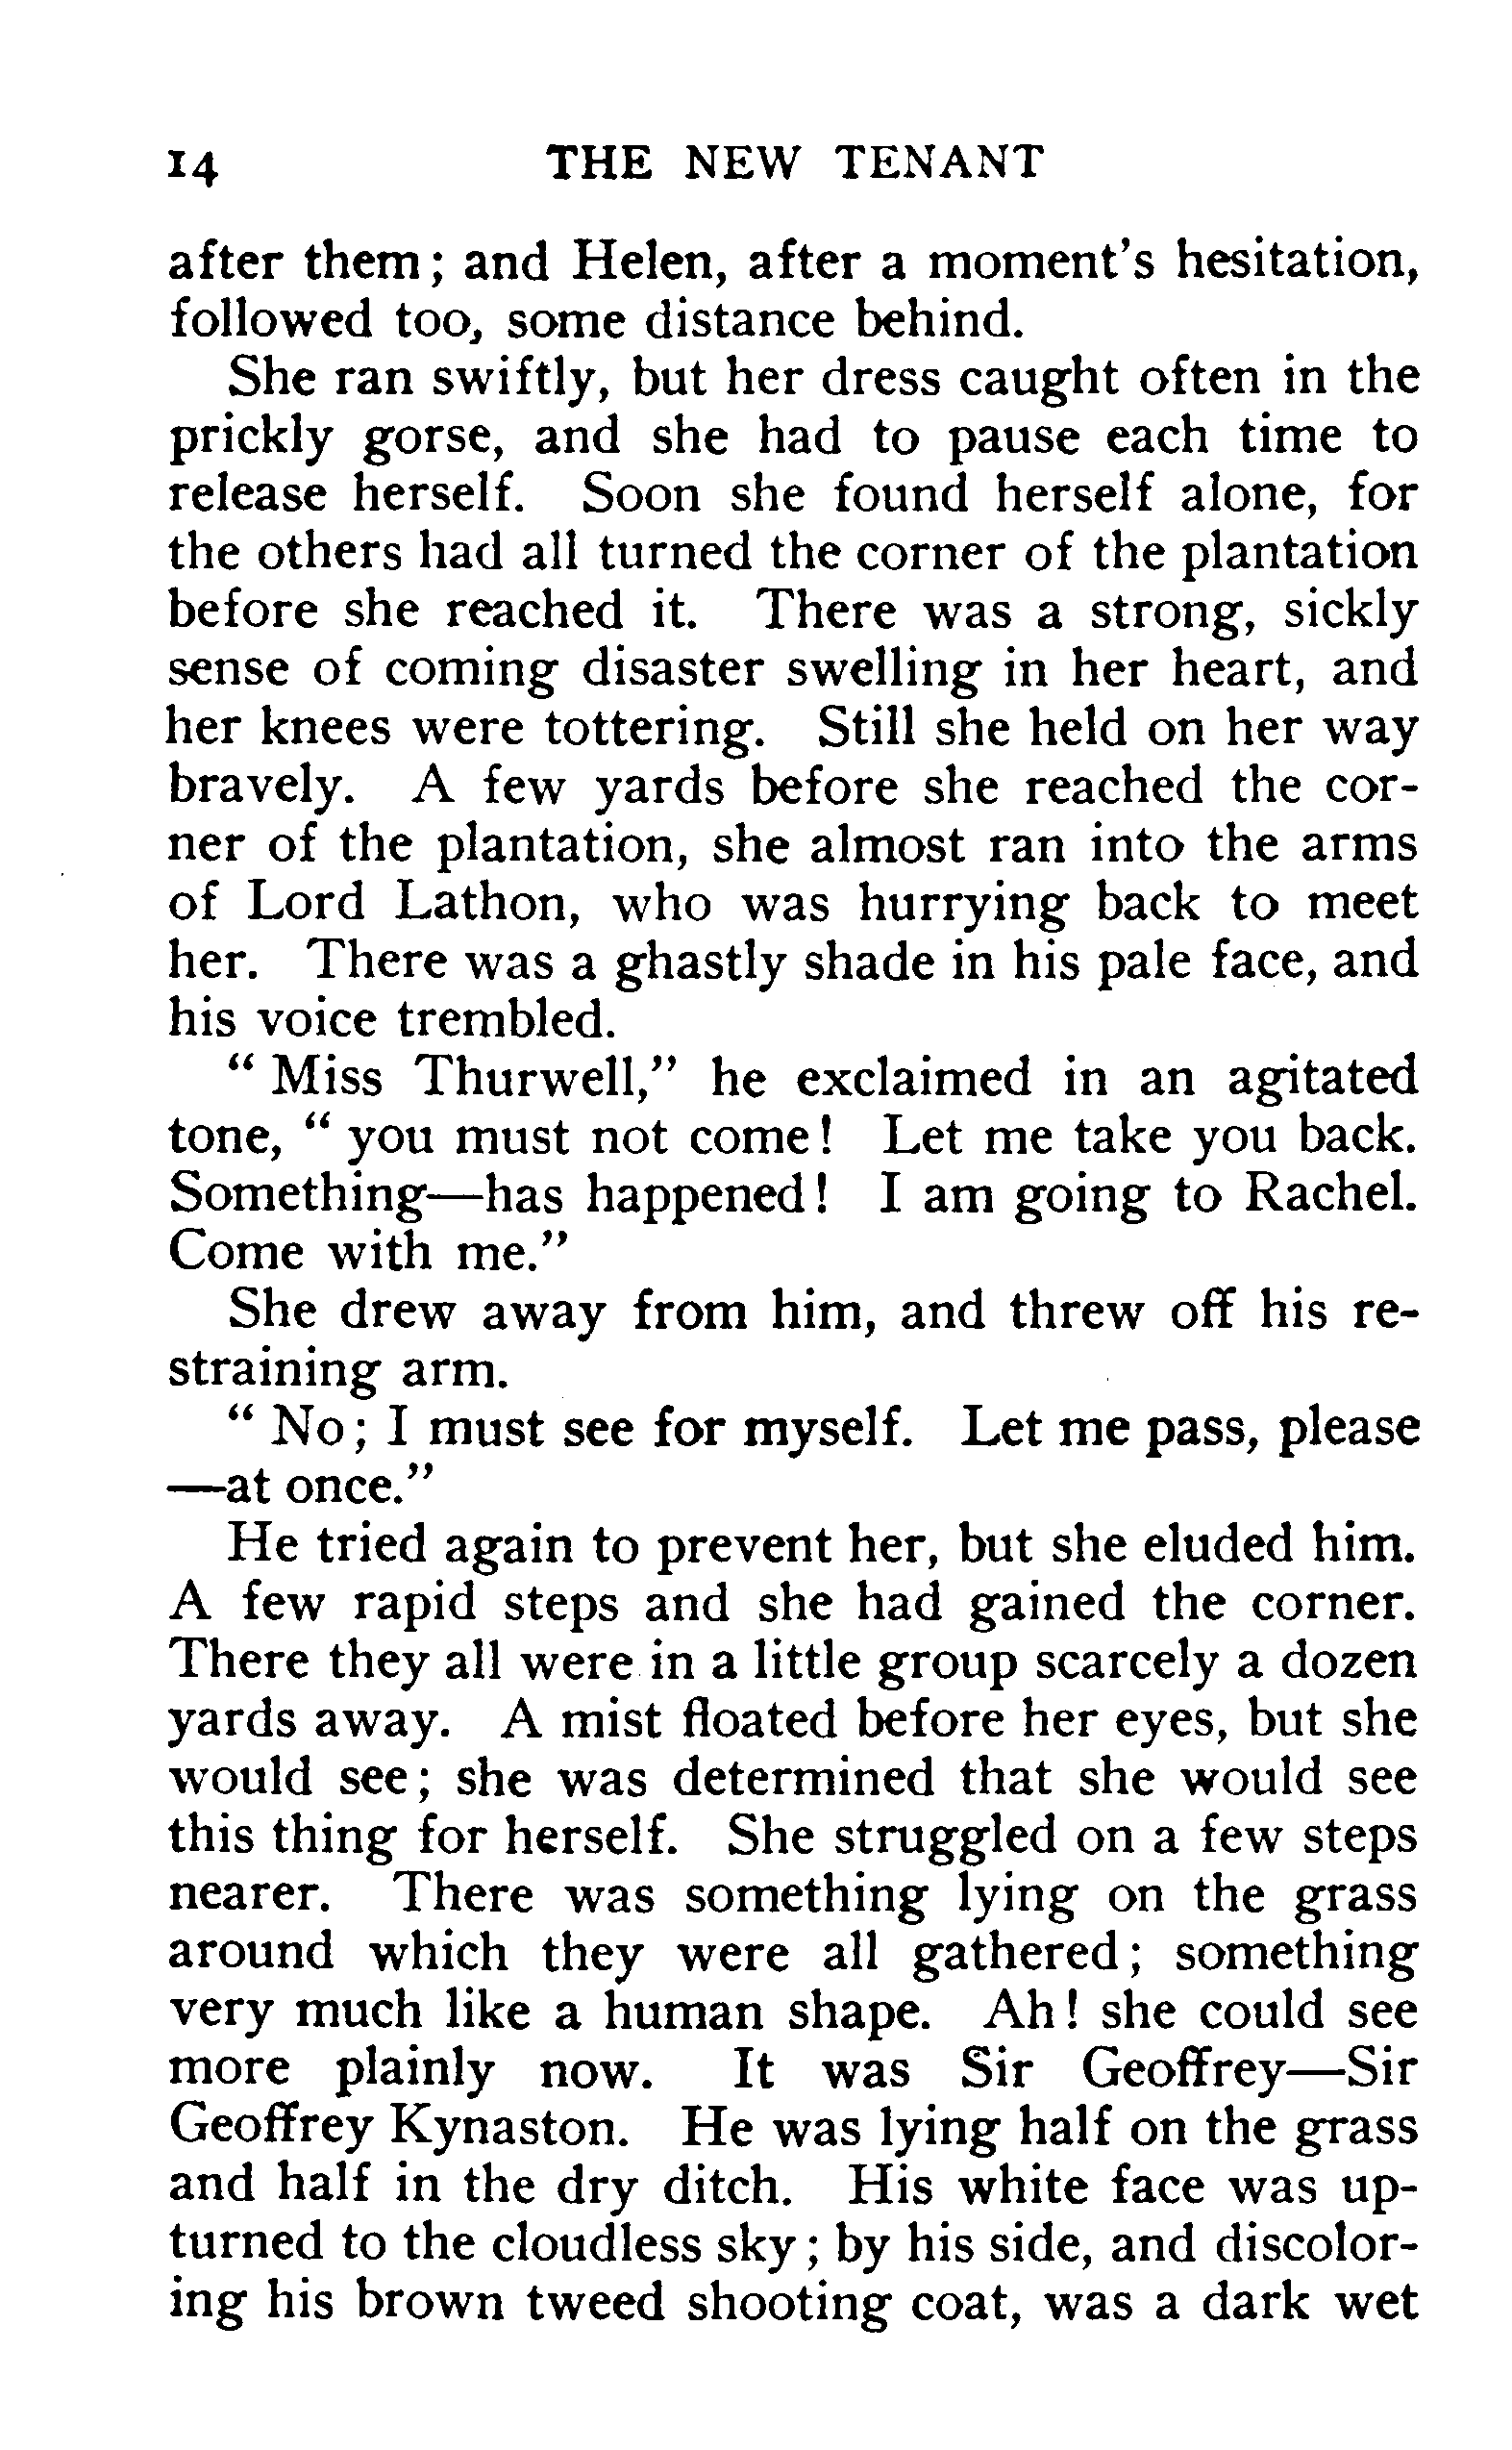 14 THE NEW TENANT
after them; and Helen, after a moment's hesitation,
followed too, some distance behind.
She ran swiftly, but her dress caught often in the
prickly gorse, and she had to pause each time to
release herself. Soon she found herself alone, for
the others had all turned the corner of the plantation
before she reached it. There was a strong, sickly
sense of coming disaster swelling in her heart, and
her knees were tottering. Still she held on her way
bravely. A few yards before she reached the cor-
ner of the plantation, she almost ran into the arms
of Lord Lathon, who was hurrying back to meet
her. There was a ghastly shade in his pale face, and
his voice trembled.
" Miss Thurwell," he exclaimed in an agitated
tone, " you must not come! Let me take you back.
Something—has happened! I am going to Rachel.
Come with me."
She drew away from him, and threw off his re-
straining arm.
" No; I must see for myself. Let me pass, please
—at once."
He tried again to prevent her, but she eluded him.
A few rapid steps and she had gained the corner.
There they all were in a little group scarcely a dozen
yards away. A mist floated before her eyes, but she
would see; she was determined that she would see
this thing for herself. She struggled on a few steps
nearer. There was something lying on the grass
around which they were all gathered; something
very much like a human shape. Ah! she could see
more plainly now. It was Sir Geoffrey—Sir
Geoffrey Kynaston. He was lying half on the grass
and half in the dry ditch. His white face was up-
turned to the cloudless sky; by his side, and discolor-
ing his brown tweed shooting coat, was a dark wet